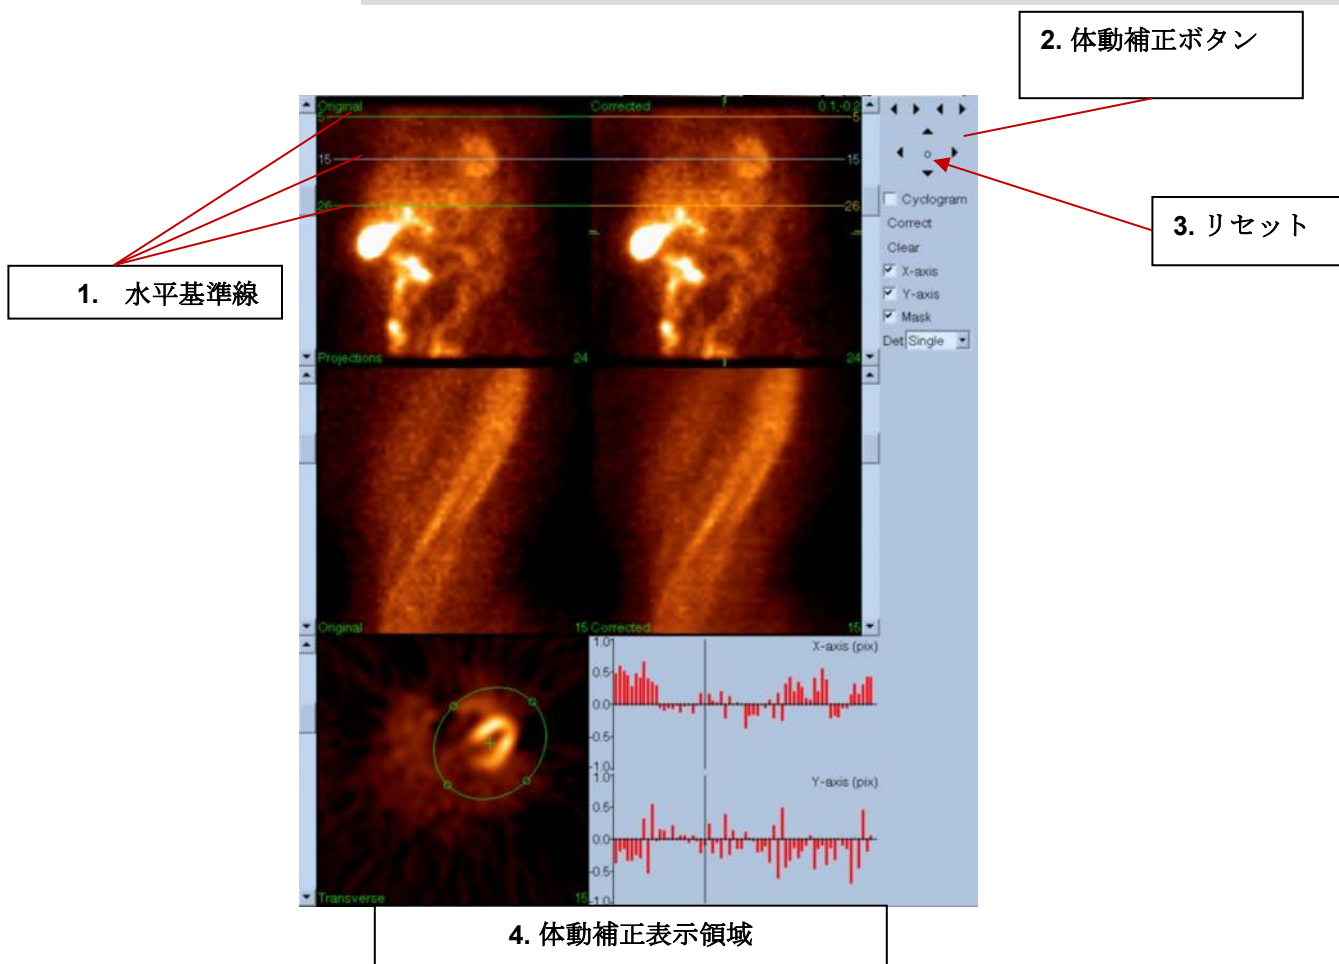 2. 体動補正ボタン
Original
Corrected
0.1,-0.2
5
5
15
15
26
26
Cyclogram
3. リセット
Correct
Clear
1. 水平基準線
X-axis
Y-axis
Mask
Det Single
Projections
24
24
Original
15
Corrected
15
X-axis (pix)
1.0
0.5
0.0
-0.5
-1.0
Y-axis (pix)
1.0
0.5
0.0
-0.5
-1.0
Transverse
15
4. 体動補正表示領域